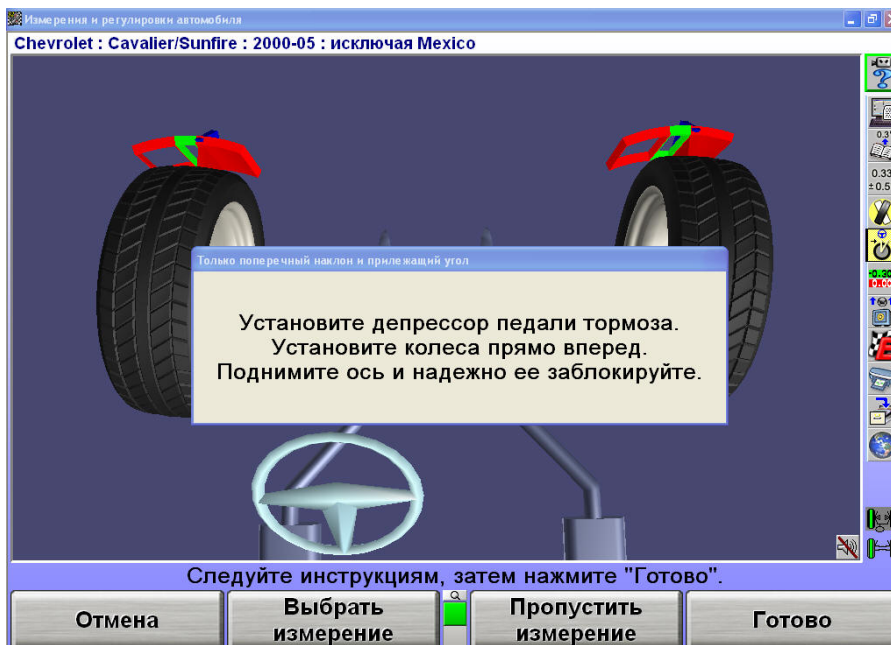 Измерения и регулировки автомобиля
Chevrolet : Cavalier/Sunfire : 2000-05 : исключая Mexico
Только поперечный наклон и прилежащий угол
Установите депрессор педали тормоза.
Установите колеса прямо вперед.
Поднимите ось и надежно ее заблокируйте.
0.33
Следуйте инструкциям, затем нажмите "Готово".
Отмена
Выбрать
измерение
Пропустить
измерение
Готово